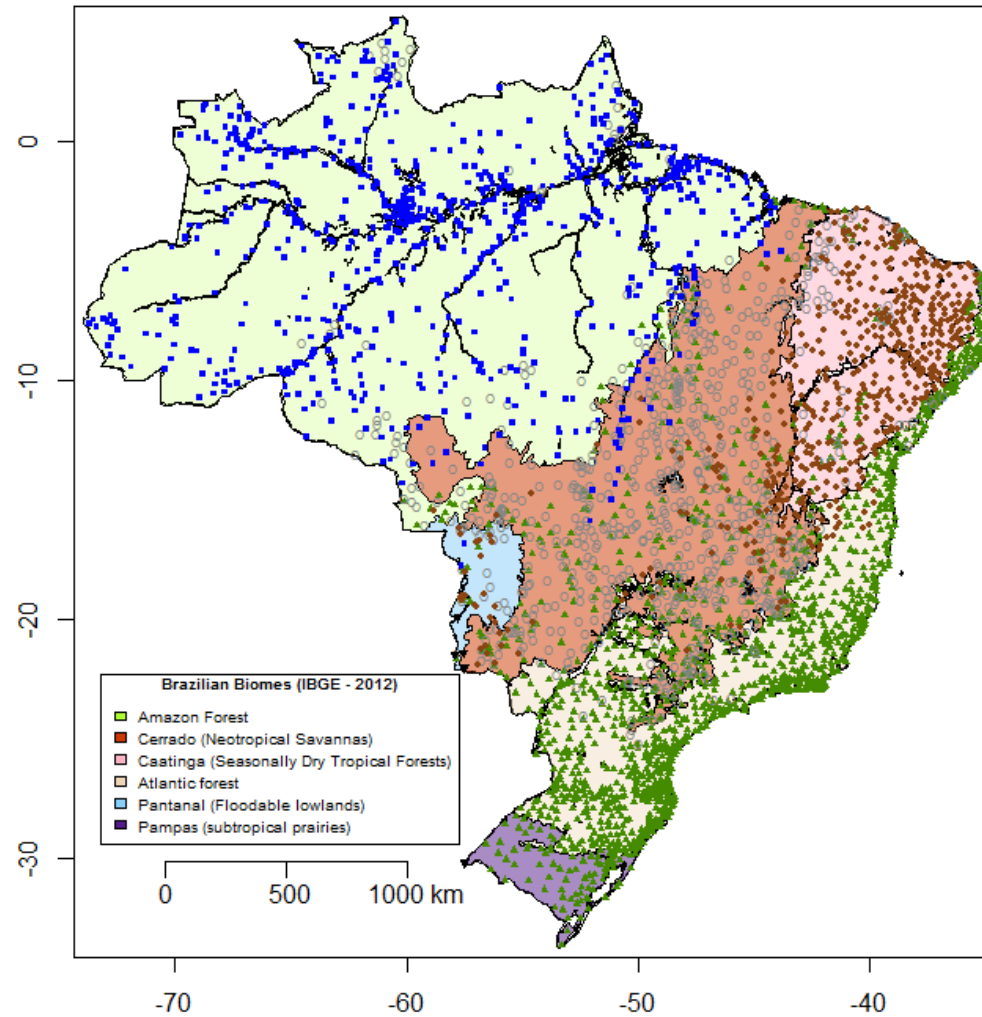 0
-10
-20
-30
Brazilian Biomes (IBGE - 2012)
Amazon Forest
Cerrado (Neotropical Savannas)
Caatinga (Seasonally Dry Tropical Forests)
Atlantic forest
Pantanal (Floodable lowlands)
Pampas (subtropical prairies)
0 500 1000 km
-70 -60 -50 -40